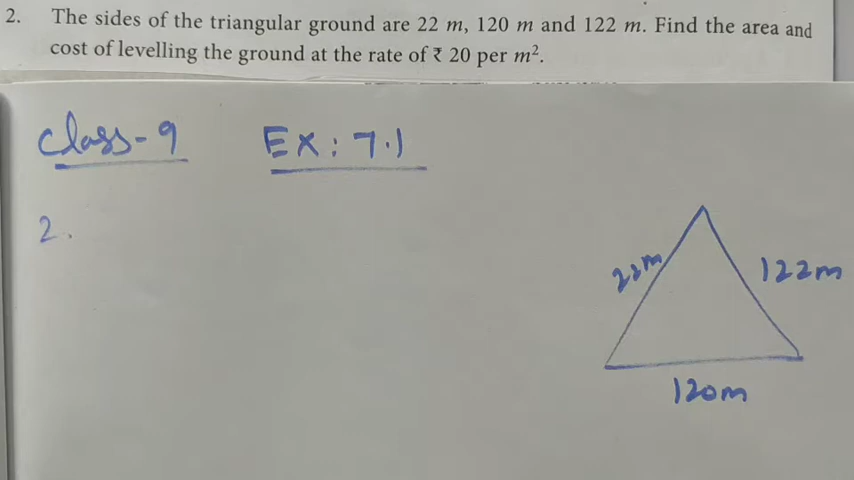 2. The sides of the triangular ground are 22 m, 120 m and 122 m. Find the area and
cost of levelling the ground at the rate of ₹ 20 per m².
Class-9 EX: 7.1
2.
22m 122m
120m